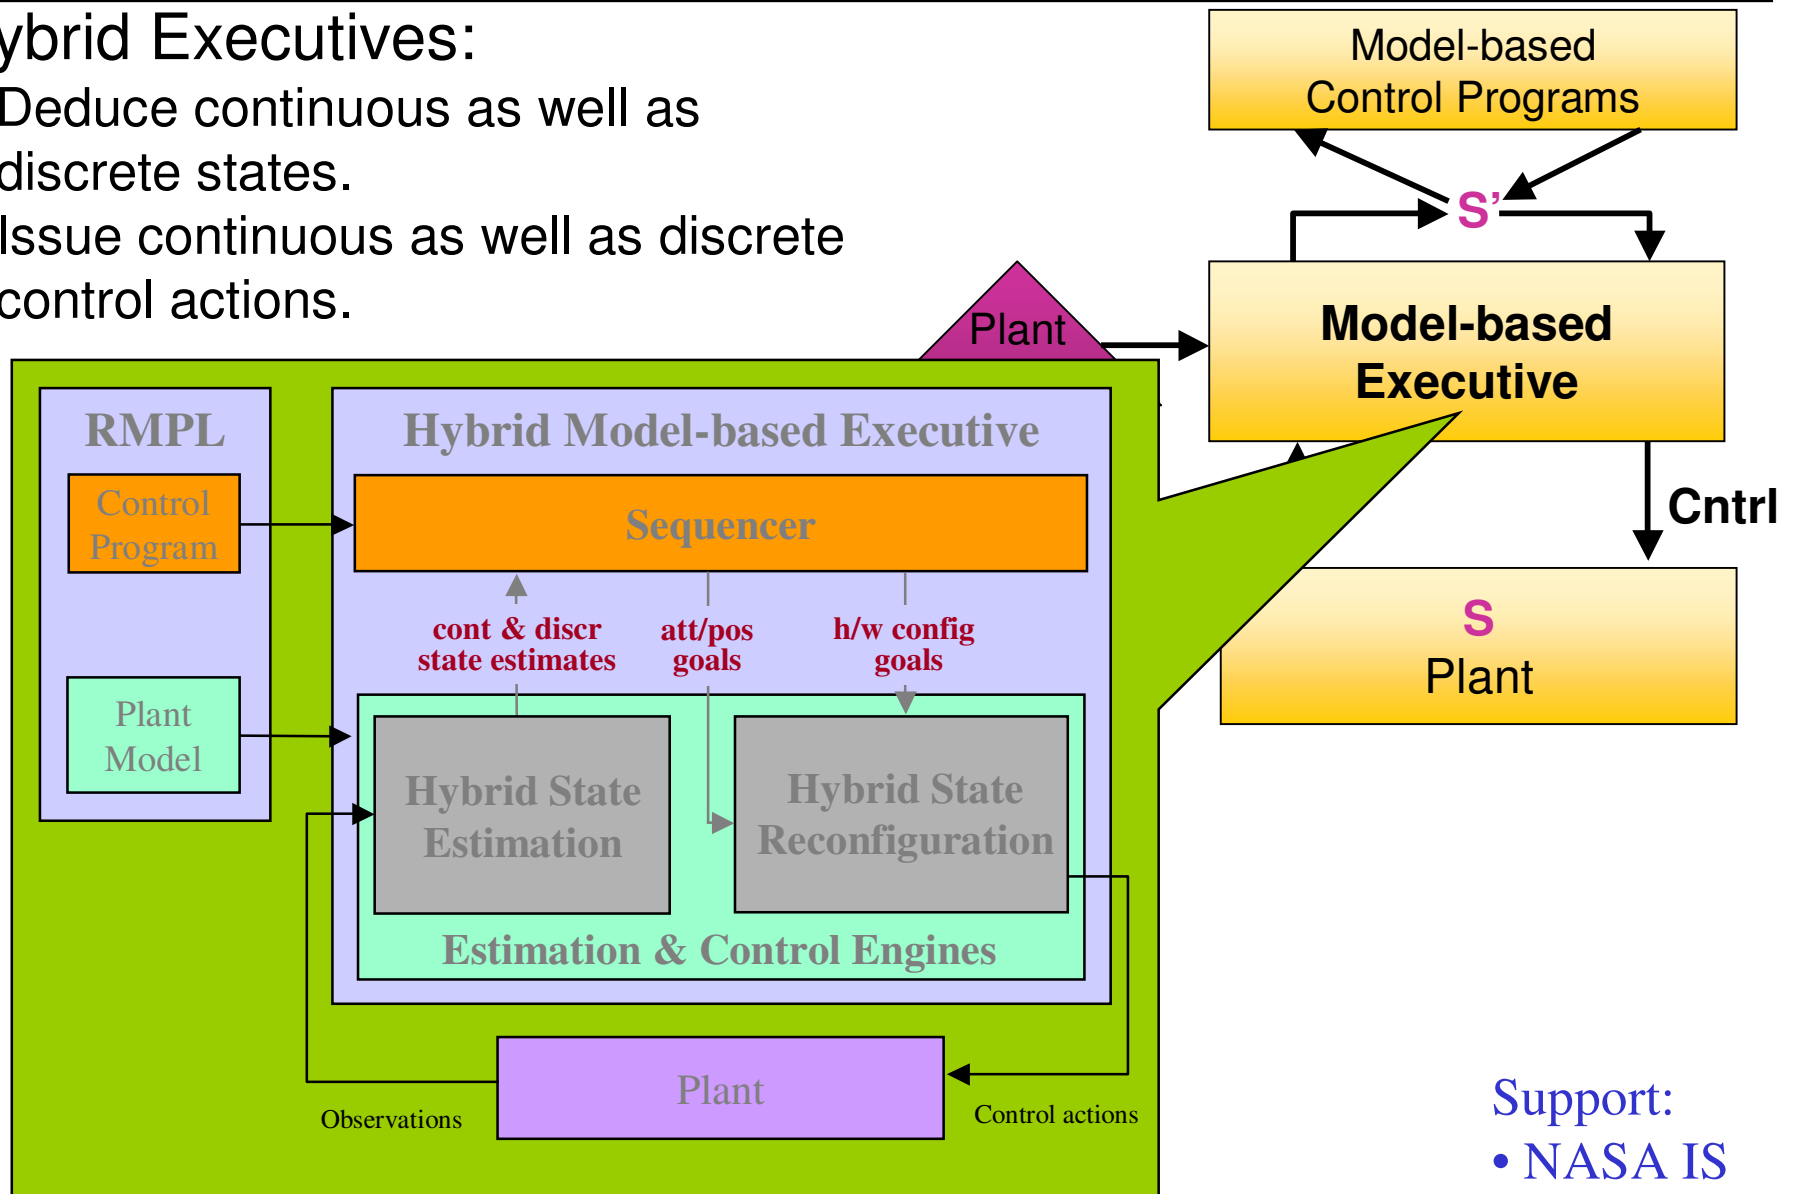 ybrid Executives:
Deduce continuous as well as
discrete states.
Issue continuous as well as discrete
control actions.
Model-based
Control Programs
S’
Plant
Model-based
Executive
Cntrl
S
Plant
RMPL
Control
Program
Plant
Model
Hybrid Model-based Executive
Sequencer
cont & discr
state estimates
att/pos
goals
h/w config
goals
Hybrid State
Estimation
Hybrid State
Reconfiguration
Estimation & Control Engines
Plant
Observations
Control actions
Support:
• NASA IS